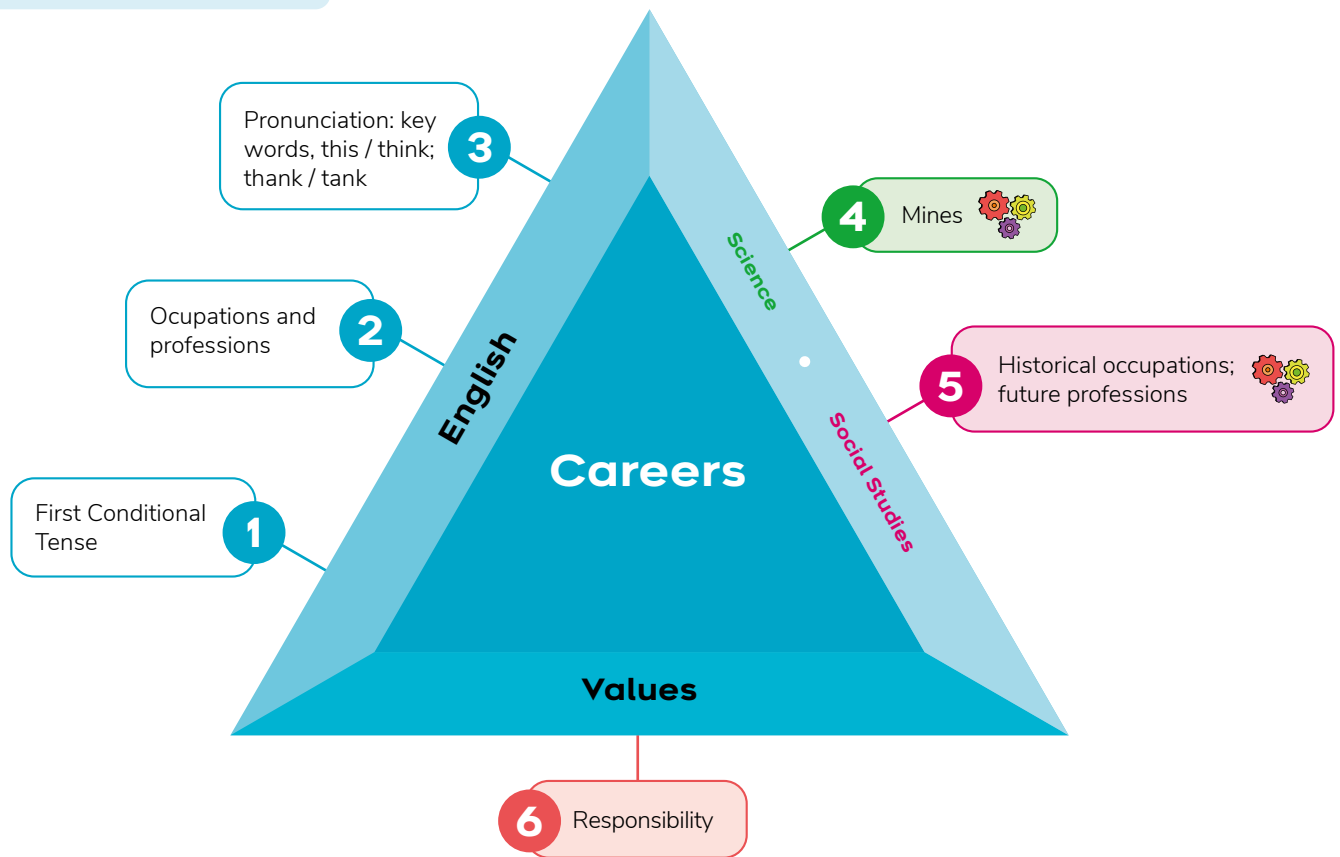 3
Pronunciation: key
words, this / think;
thank / tank
4
Mines
2
Ocupations and
professions
5
Historical occupations;
future professions
1
First Conditional
Tense
English
Science
Social Studies
Careers
Values
6
Responsibility